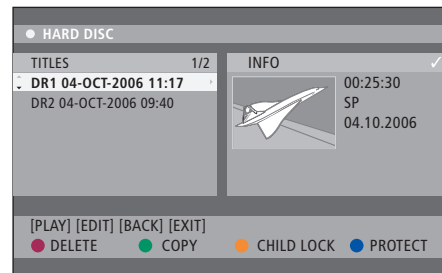 HARD DISC
TITLES 1/2
DR1 04-OCT-2006 11:17
DR2 04-OCT-2006 09:40
INFO
00:25:30
SP
04.10.2006
[PLAY] [EDIT] [BACK] [EXIT]
DELETE COPY CHILD LOCK PROTECT